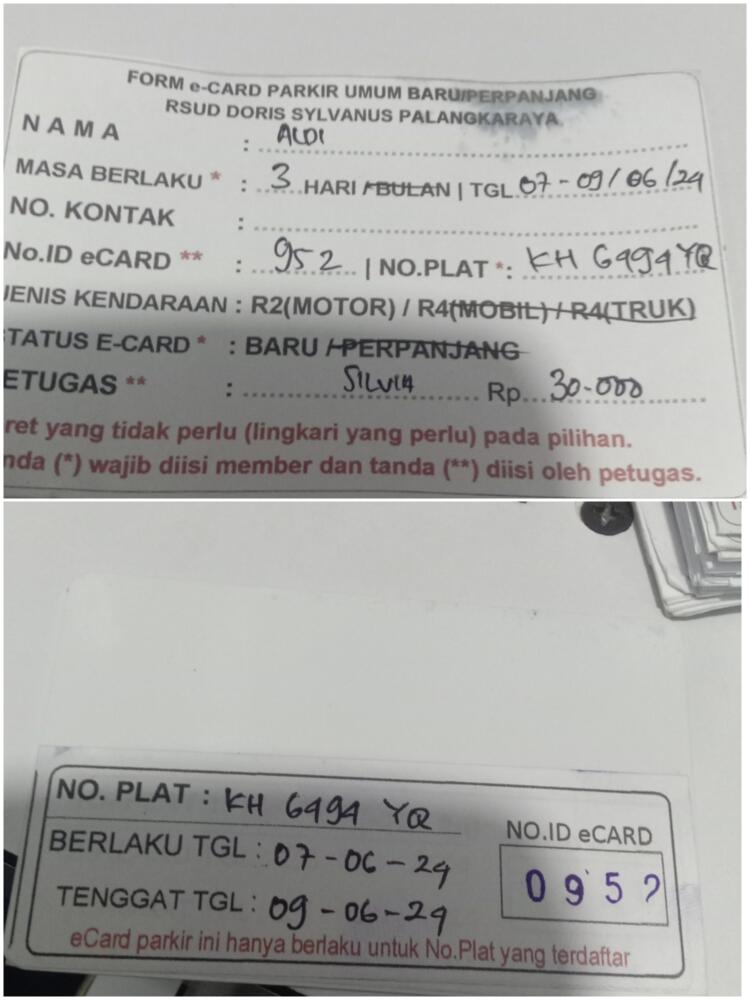 FORM e-CARD PARKIR UMUM BARU/PERPANJANG
RSUD DORIS SYLVANUS PALANGKARAYA
NAMA : ALDI
MASA BERLAKU * : 3 HARI /BULAN | TGL 07-09/06/24
NO. KONTAK :
No.ID eCARD ** : 952 | NO.PLAT *: KH 6494 YQ
JENIS KENDARAAN : R2(MOTOR) / R4(MOBIL) / R4(TRUK)
TATUS E-CARD * : BARU /PERPANJANG
ETUGAS ** : SILVIA Rp. 30.000
ret yang tidak perlu (lingkari yang perlu) pada pilihan.
nda (*) wajib diisi member dan tanda (**) diisi oleh petugas.
NO. PLAT : KH 6494 YQ
BERLAKU TGL : 07-06-24
TENGGAT TGL : 09-06-24
NO.ID eCARD
0952
eCard parkir ini hanya berlaku untuk No.Plat yang terdaftar